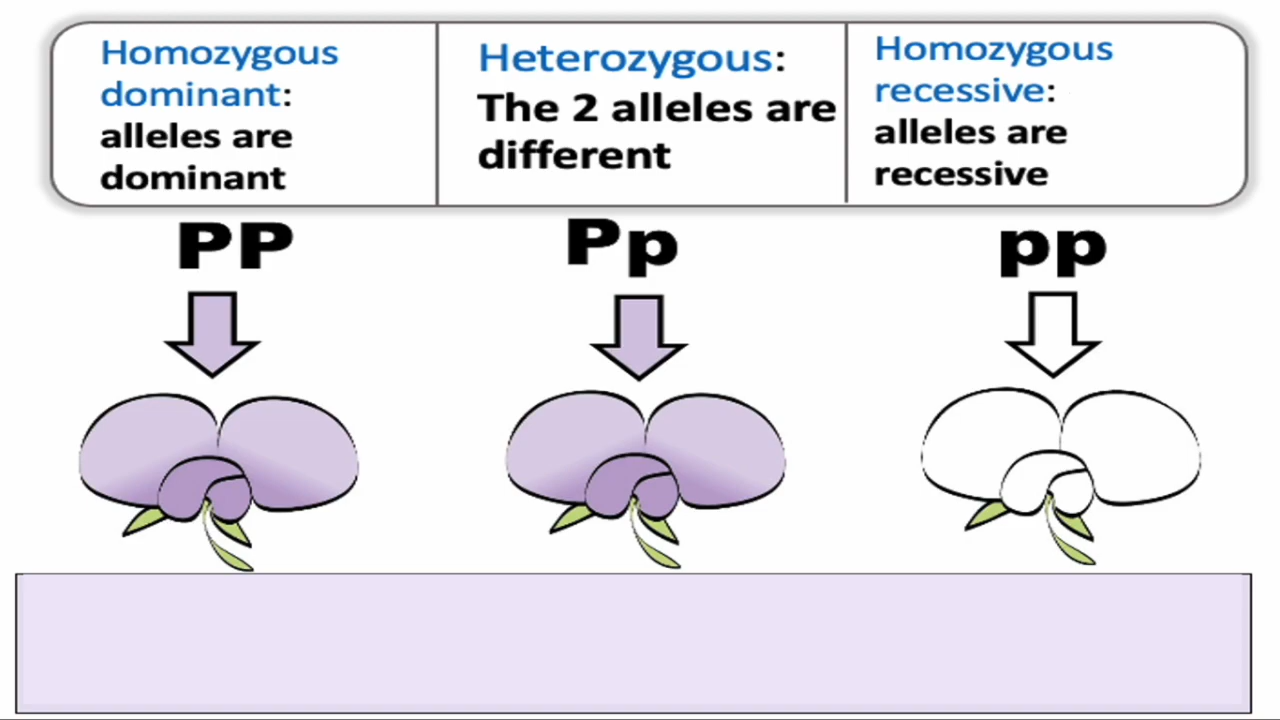 Homozygous
dominant:
alleles are
dominant
Heterozygous:
The 2 alleles are
different
Homozygous
recessive:
alleles are
recessive
PP
Pp
pp